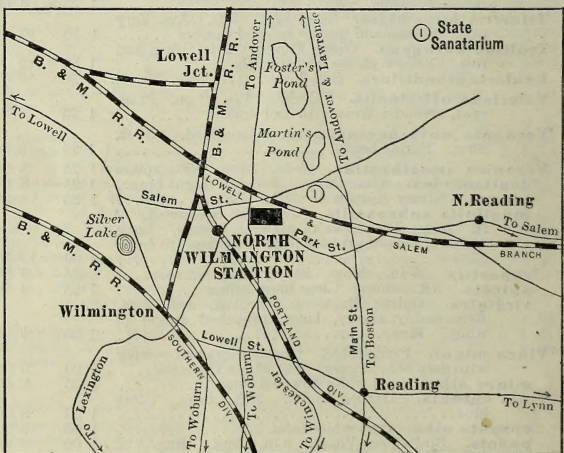 ① State
Sanatarium
Lowell
Jct.
B. & M. R. R.
B. & M. R. R.
To Andover
Foster's
Pond
To Andover & Lawrence
To Lowell
Martin's
Pond
LOWELL
①
Salem St.
N. Reading
To Salem
Silver
Lake
& Park St.
SALEM
BRANCH
B. & M. R. R.
NORTH
WILMINGTON
STATION
PORTLAND
DIV.
Main St.
To Boston
Wilmington
Lowell St.
SOUTHERN
DIV.
Reading
To Lynn
To Lexington
To Woburn
To Woburn
To Winchester